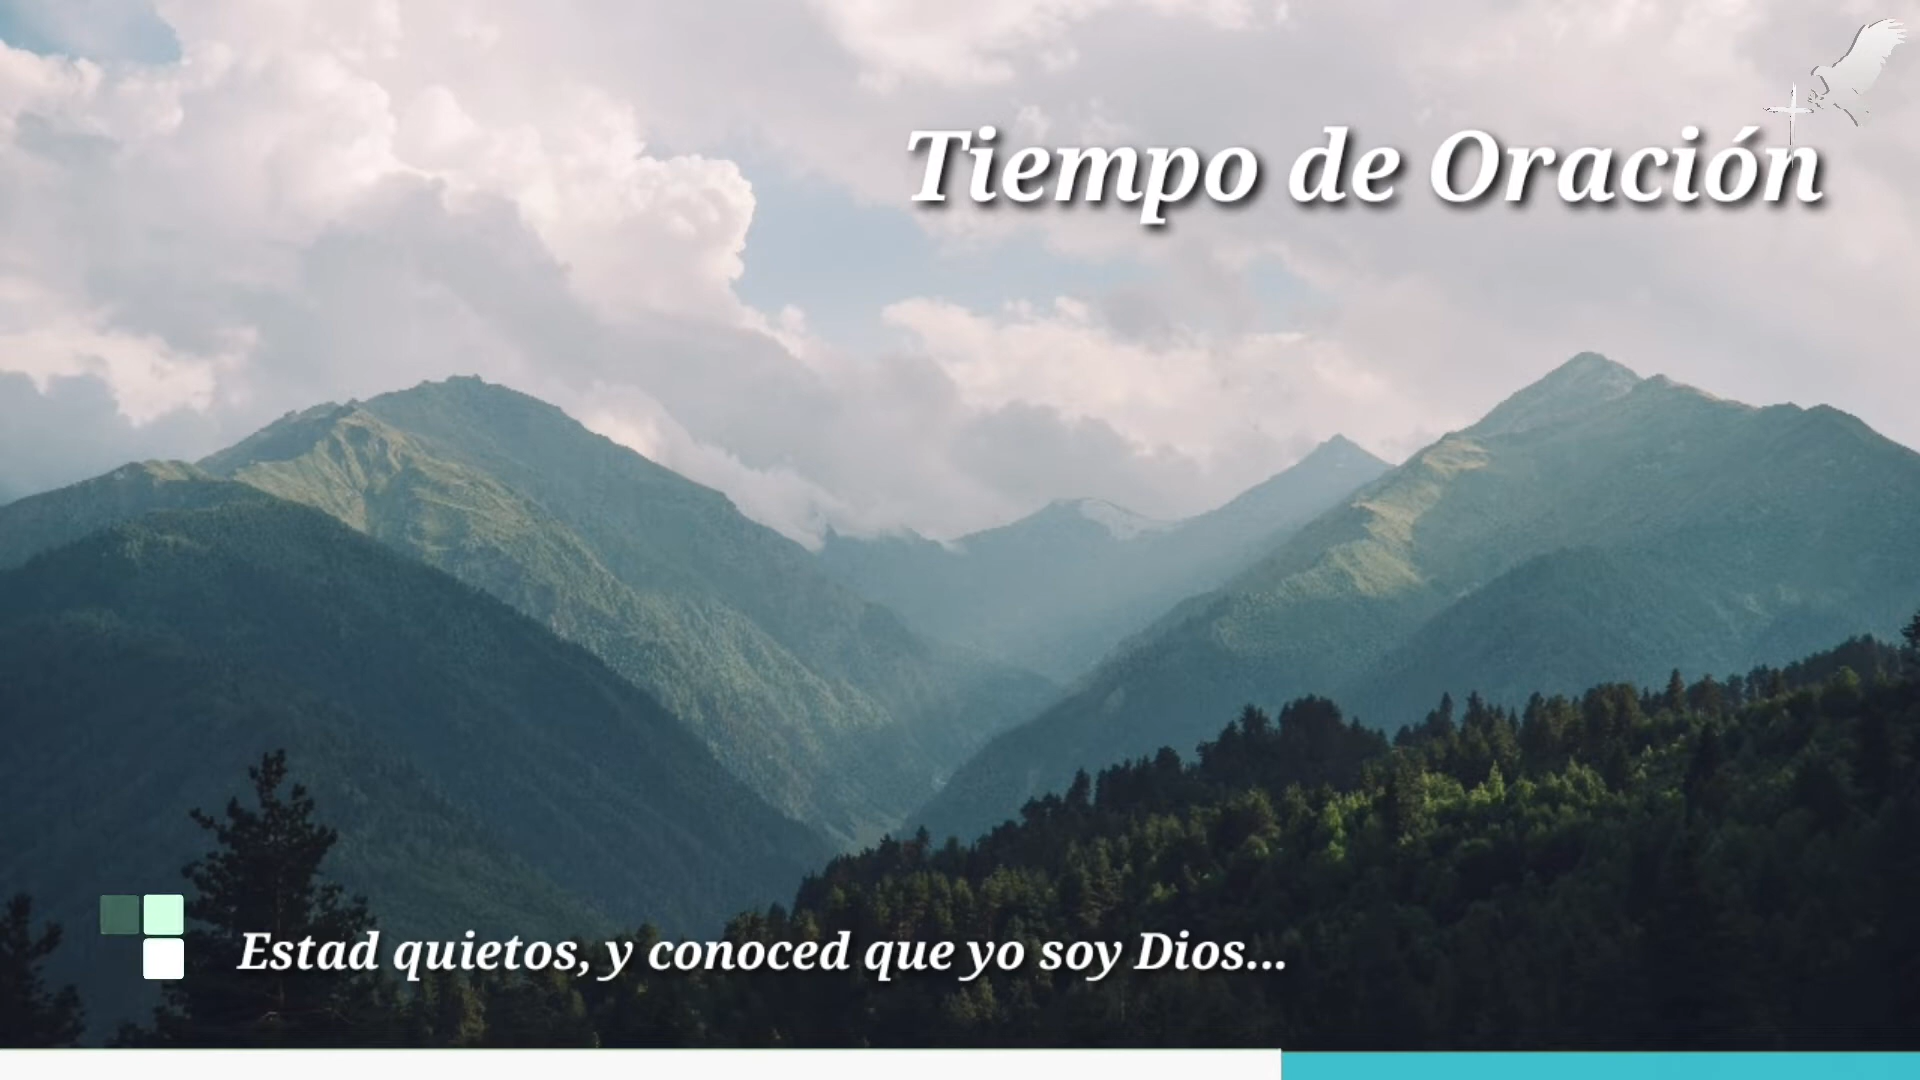 Tiempo de Oración
Estad quietos, y conoced que yo soy Dios...